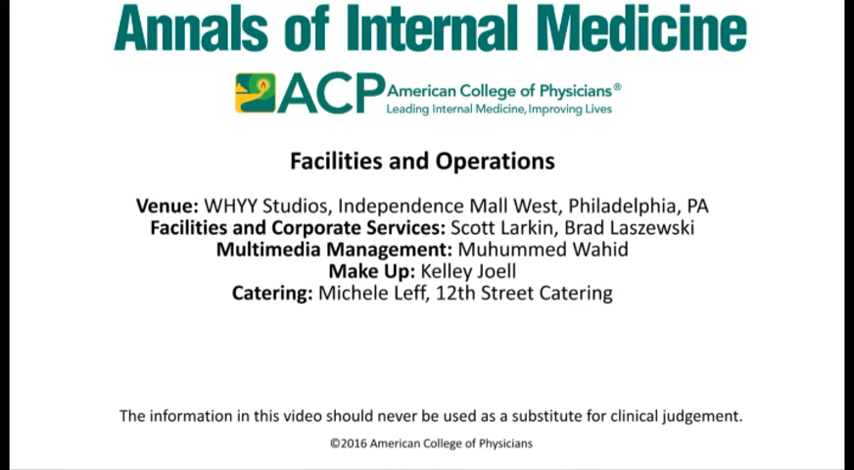 Annals of Internal Medicine
ACP American College of Physicians®
Leading Internal Medicine, Improving Lives
Facilities and Operations
Venue: WHYY Studios, Independence Mall West, Philadelphia, PA
Facilities and Corporate Services: Scott Larkin, Brad Laszewski
Multimedia Management: Muhummed Wahid
Make Up: Kelley Joell
Catering: Michele Leff, 12th Street Catering
The information in this video should never be used as a substitute for clinical judgement.
©2016 American College of Physicians